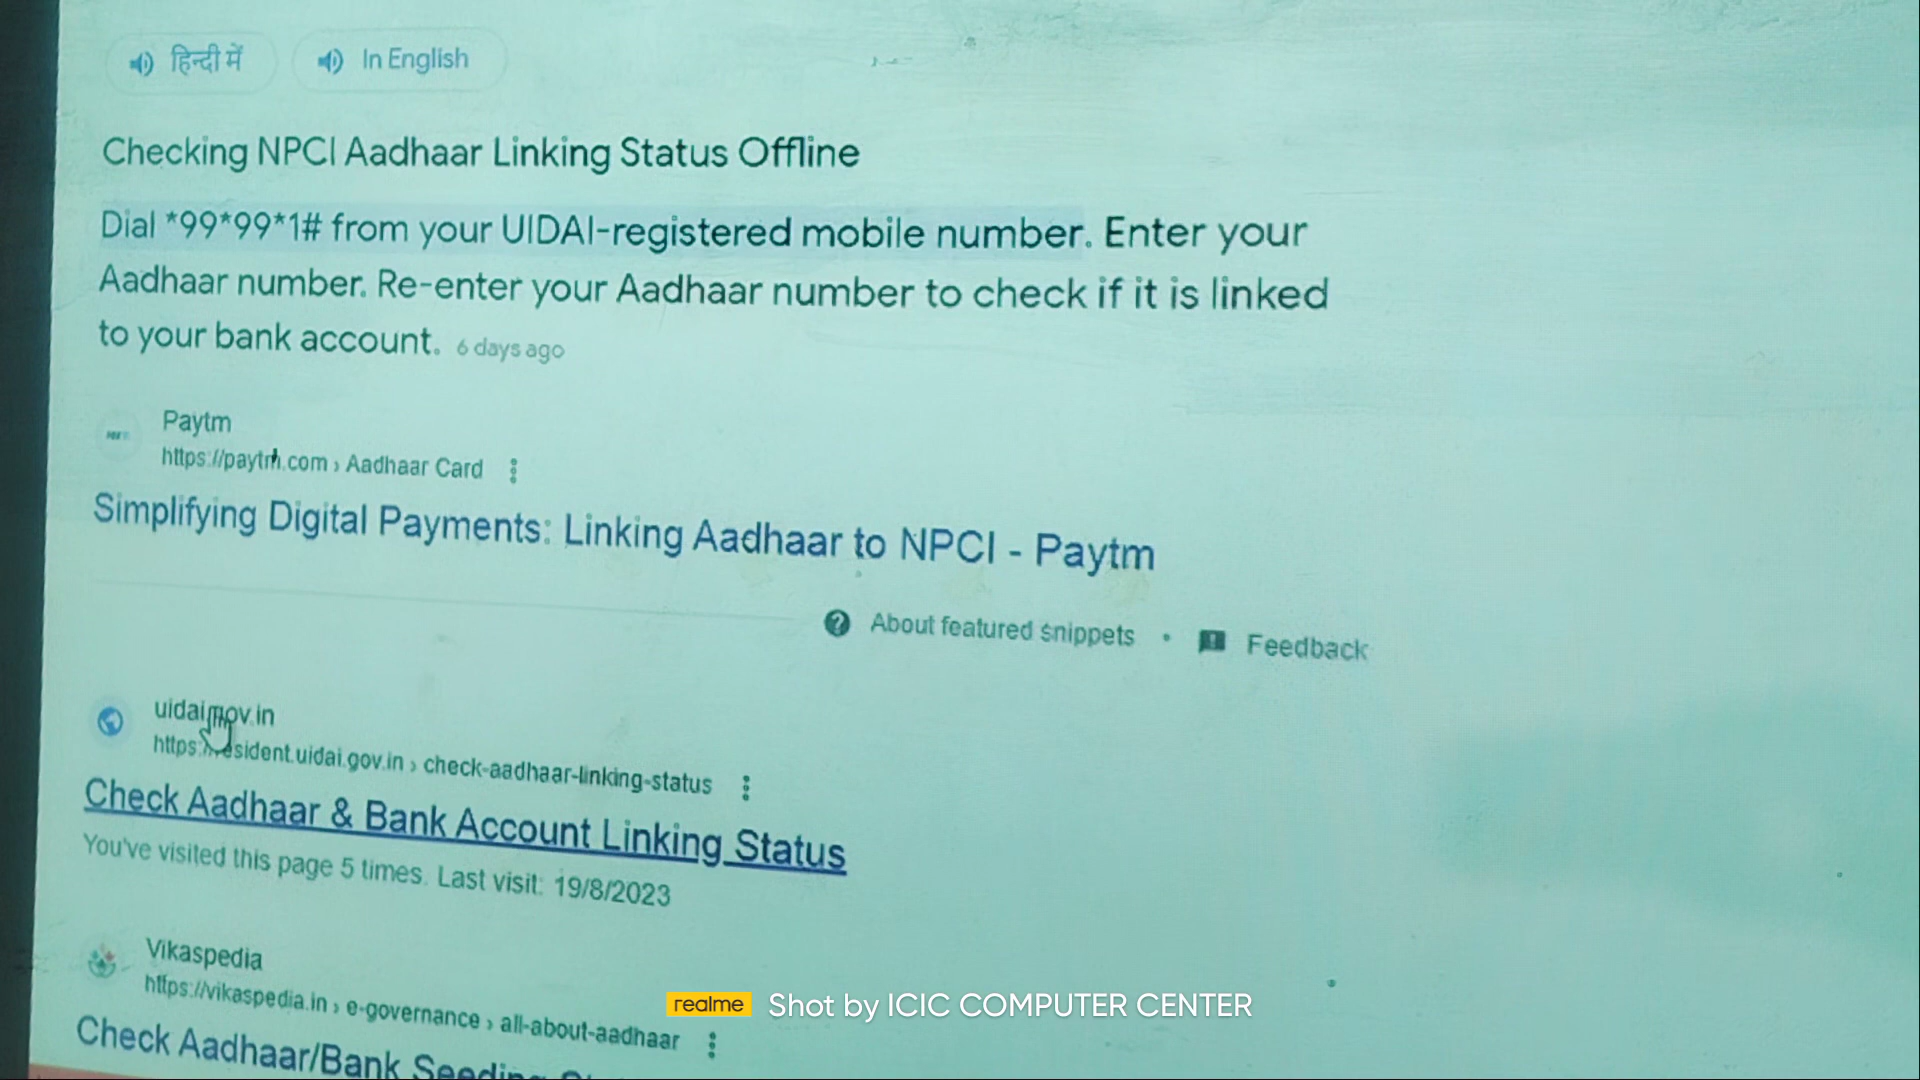 हिन्दी में
In English
Checking NPCI Aadhaar Linking Status Offline
Dial *99*99*1# from your UIDAI-registered mobile number. Enter your
Aadhaar number. Re-enter your Aadhaar number to check if it is linked
to your bank account. 6 days ago
Paytm
https://paytm.com › Aadhaar Card
Simplifying Digital Payments: Linking Aadhaar to NPCI - Paytm
About featured snippets • Feedback
uidai.gov.in
https://resident.uidai.gov.in › check-aadhaar-linking-status
Check Aadhaar & Bank Account Linking Status
You've visited this page 5 times. Last visit: 19/8/2023
Vikaspedia
https://vikaspedia.in › e-governance › all-about-aadhaar
Check Aadhaar/Bank Seeding
realme Shot by ICIC COMPUTER CENTER